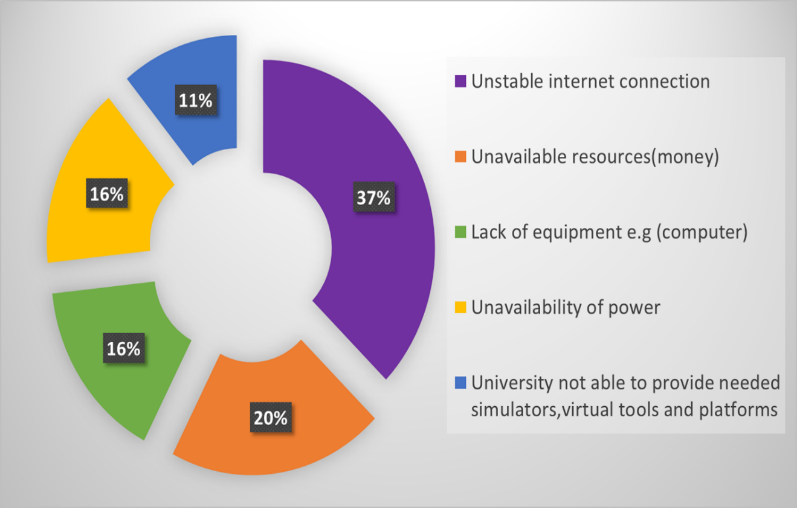 11%
37%
16%
16%
20%
Unstable internet connection
Unavailable resources(money)
Lack of equipment e.g (computer)
Unavailability of power
University not able to provide needed
simulators,virtual tools and platforms